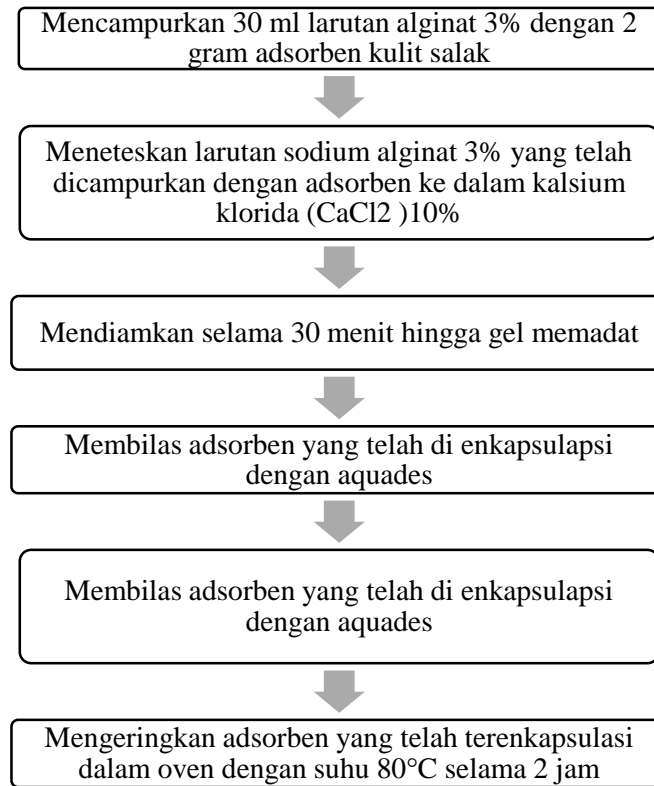 Mencampurkan 30 ml larutan alginat 3% dengan 2
gram adsorben kulit salak
Meneteskan larutan sodium alginat 3% yang telah
dicampurkan dengan adsorben ke dalam kalsium
klorida (CaCl2 )10%
Mendiamkan selama 30 menit hingga gel memadat
Membilas adsorben yang telah di enkapsulapsi
dengan aquades
Membilas adsorben yang telah di enkapsulapsi
dengan aquades
Mengeringkan adsorben yang telah terenkapsulasi
dalam oven dengan suhu 80°C selama 2 jam